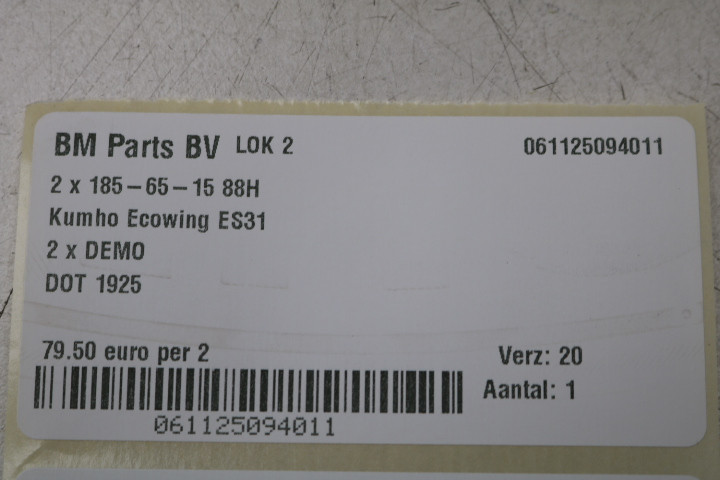 BM Parts BV LOK 2 061125094011
2 x 185-65-15 88H
Kumho Ecowing ES31
2 x DEMO
DOT 1925
79.50 euro per 2 Verz: 20
Aantal: 1
061125094011